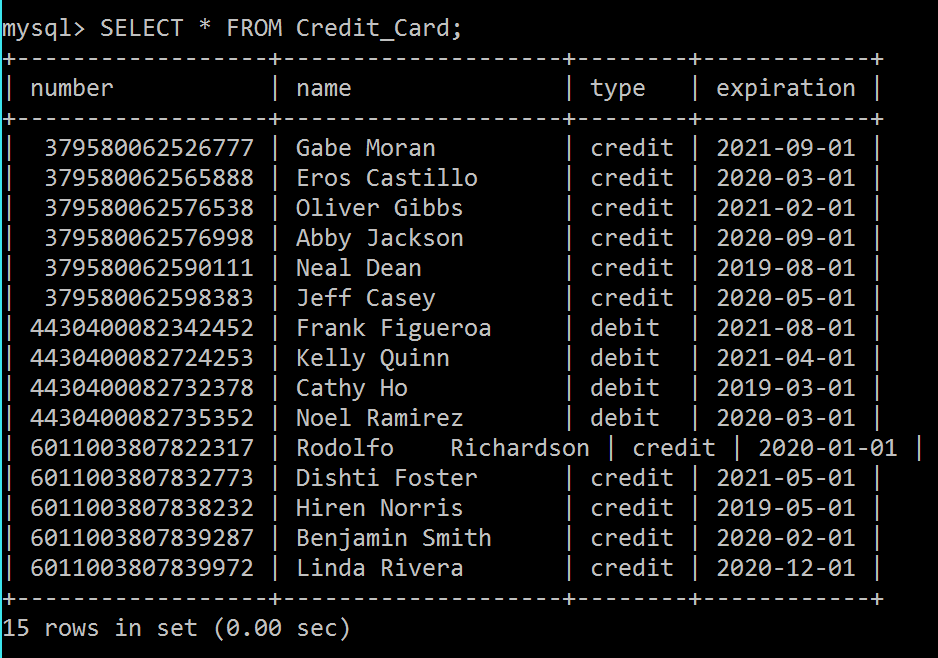 mysql> SELECT * FROM Credit_Card;
+------------------+--------------------+--------+------------+
| number           | name               | type   | expiration |
+------------------+--------------------+--------+------------+
|  379580062526777 | Gabe Moran         | credit | 2021-09-01 |
|  379580062565888 | Eros Castillo      | credit | 2020-03-01 |
|  379580062576538 | Oliver Gibbs       | credit | 2021-02-01 |
|  379580062576998 | Abby Jackson       | credit | 2020-09-01 |
|  379580062590111 | Neal Dean          | credit | 2019-08-01 |
|  379580062598383 | Jeff Casey         | credit | 2020-05-01 |
| 4430400082342452 | Frank Figueroa     | debit  | 2021-08-01 |
| 4430400082724253 | Kelly Quinn        | debit  | 2021-04-01 |
| 4430400082732378 | Cathy Ho           | debit  | 2019-03-01 |
| 4430400082735352 | Noel Ramirez       | debit  | 2020-03-01 |
| 6011003807822317 | Rodolfo    Richardson | credit | 2020-01-01 |
| 6011003807832773 | Dishti Foster      | credit | 2021-05-01 |
| 6011003807838232 | Hiren Norris       | credit | 2019-05-01 |
| 6011003807839287 | Benjamin Smith     | credit | 2020-02-01 |
| 6011003807839972 | Linda Rivera       | credit | 2020-12-01 |
+------------------+--------------------+--------+------------+
15 rows in set (0.00 sec)